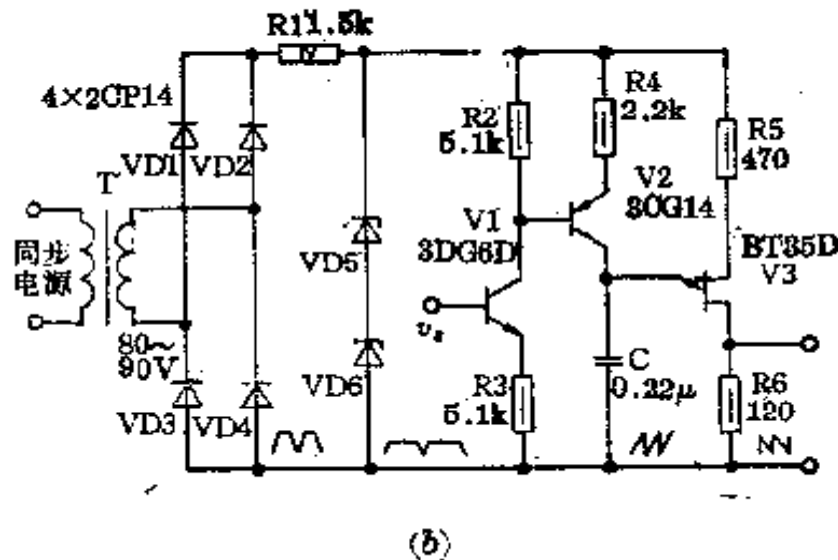 R1 1.5k
4×2CP14
VD1
VD2
T
同步
电源
80~
90V
VD3
VD4
VD5
VD6
R2
5.1k
R4
2.2k
R5
470
V1
3DG6D
V2
3CG14
BT35D
V3
R3
5.1k
C
0.22μ
R6
120
(b)